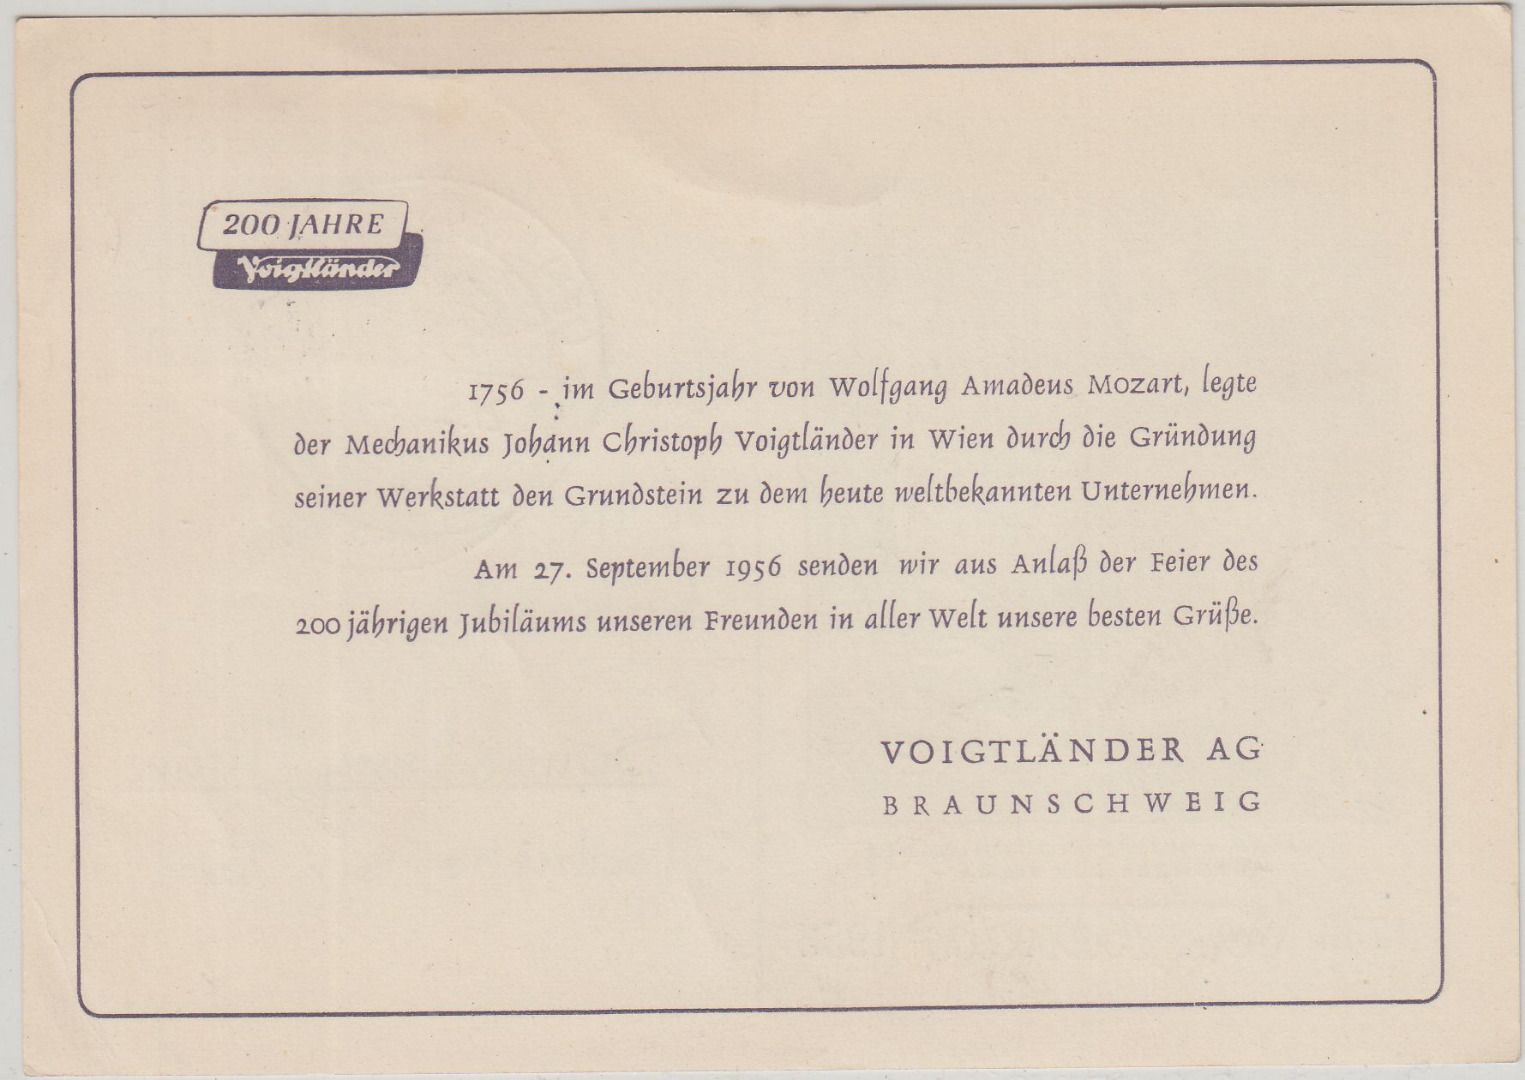 200 JAHRE
Voigtländer
1756 - im Geburtsjahr von Wolfgang Amadeus Mozart, legte
der Mechanikus Johann Christoph Voigtländer in Wien durch die Gründung
seiner Werkstatt den Grundstein zu dem heute weltbekannten Unternehmen.
Am 27. September 1956 senden wir aus Anlaß der Feier des
200 jährigen Jubiläums unseren Freunden in aller Welt unsere besten Grüße.
VOIGTLÄNDER AG
BRAUNSCHWEIG